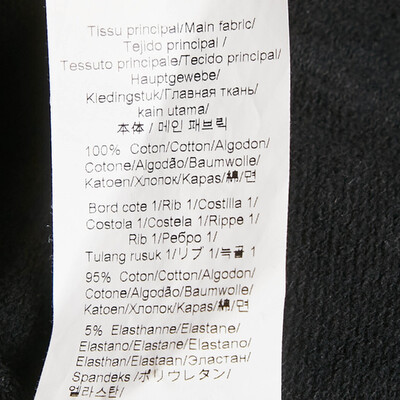 Tissu principal/Main fabric/
Tejido principal /
Tessuto principale/Tecido principal/
Hauptgewebe/
Kledingstuk/Главная ткань/
kain utama/
本体 / 메인 패브릭
100% Coton/Cotton/Algodon/
Cotone/Algodão/Baumwolle/
Katoen/Хлопок/Kapas/綿/면
Bord cote 1/Rib 1/Costilla 1/
Costola 1/Costela 1/Rippe 1/
Rib 1/Ребро 1/
Tulang rusuk 1/リブ 1/늑골 1
95% Coton/Cotton/Algodon/
Cotone/Algodão/Baumwolle/
Katoen/Хлопок/Kapas/綿/면
5% Elasthanne/Elastane/
Elastano/Elastane/Elastano/
Elasthan/Elastaan/Эластан/
Spandeks /ポリウレタン/
엘라스탄/